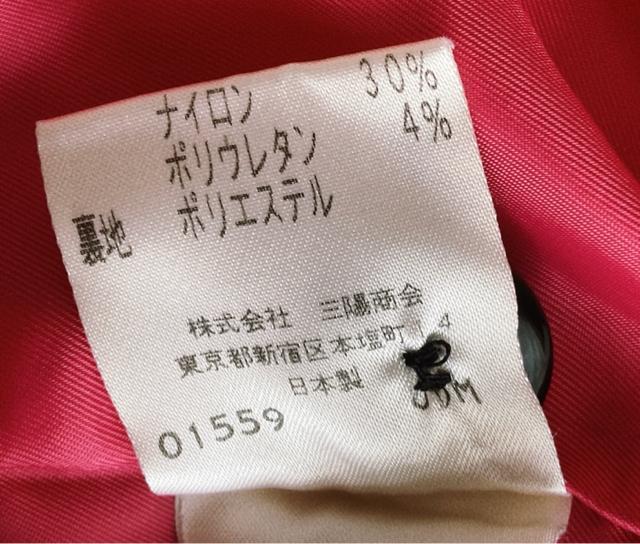 ナイロン 30%
ポリウレタン 4%
裏地 ポリエステル
株式会社 三陽商会
東京都新宿区本塩町 4
日本製
01559